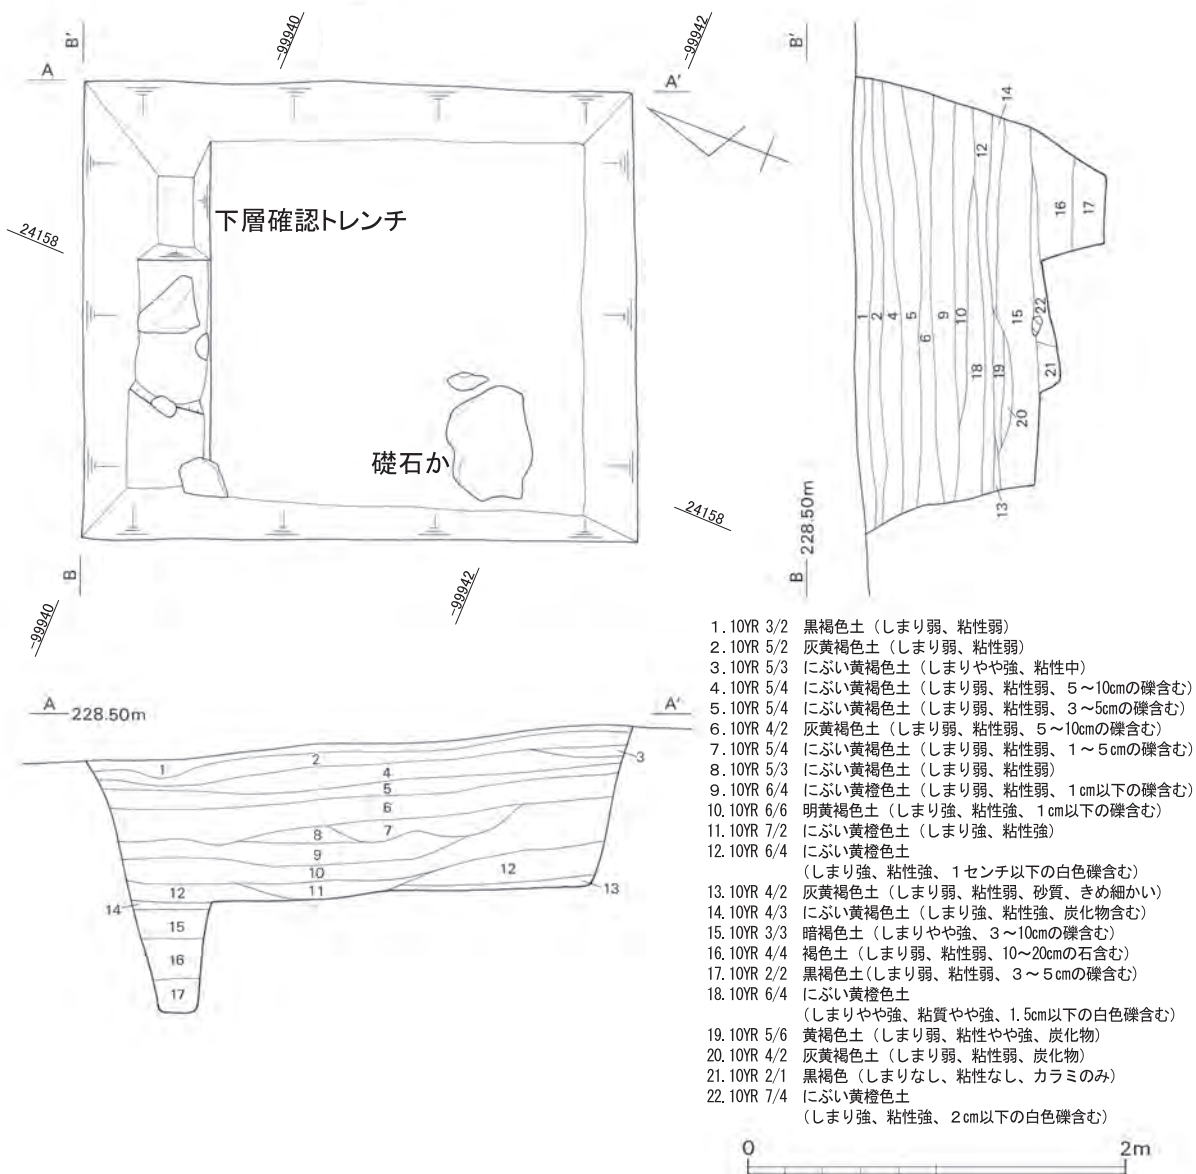 B'
-99940
-99942
B'
A
A'
14
12
下層確認トレンチ
16
17
24158
1
2
4
5
6
9
10
18
19
15
22
21
20
礎石か
24158
13
B
B
228.50m
-99940
-99942
A
228.50m
A'
1
2
3
4
5
6
7
8
9
10
11
12
12
13
14
15
16
17
1. 10YR 3/2 黒褐色土（しまり弱、粘性弱）
2. 10YR 5/2 灰黄褐色土（しまり弱、粘性弱）
3. 10YR 5/3 にぶい黄褐色土（しまりやや強、粘性中）
4. 10YR 5/4 にぶい黄褐色土（しまり弱、粘性弱、５～10cmの礫含む）
5. 10YR 5/4 にぶい黄褐色土（しまり弱、粘性弱、３～5cmの礫含む）
6. 10YR 4/2 灰黄褐色土（しまり弱、粘性弱、５～10cmの礫含む）
7. 10YR 5/4 にぶい黄褐色土（しまり弱、粘性弱、１～５cmの礫含む）
8. 10YR 5/3 にぶい黄褐色土（しまり弱、粘性弱）
9. 10YR 6/4 にぶい黄橙色土（しまり弱、粘性弱、１cm以下の礫含む）
10. 10YR 6/6 明黄褐色土（しまり強、粘性強、１cm以下の礫含む）
11. 10YR 7/2 にぶい黄橙色土（しまり強、粘性強）
12. 10YR 6/4 にぶい黄橙色土
（しまり強、粘性強、１センチ以下の白色礫含む）
13. 10YR 4/2 灰黄褐色土（しまり弱、粘性弱、砂質、きめ細かい）
14. 10YR 4/3 にぶい黄褐色土（しまり強、粘性強、炭化物含む）
15. 10YR 3/3 暗褐色土（しまりやや強、３～10cmの礫含む）
16. 10YR 4/4 褐色土（しまり弱、粘性弱、10～20cmの石含む）
17. 10YR 2/2 黒褐色土（しまり弱、粘性弱、３～５cmの礫含む）
18. 10YR 6/4 にぶい黄橙色土
（しまりやや強、粘質やや強、1.5cm以下の白色礫含む）
19. 10YR 5/6 黄褐色土（しまり弱、粘性やや強、炭化物）
20. 10YR 4/2 灰黄褐色土（しまり弱、粘性弱、炭化物）
21. 10YR 2/1 黒褐色（しまりなし、粘性なし、カラミのみ）
22. 10YR 7/4 にぶい黄橙色土
（しまり強、粘性強、２cm以下の白色礫含む）
0
2m